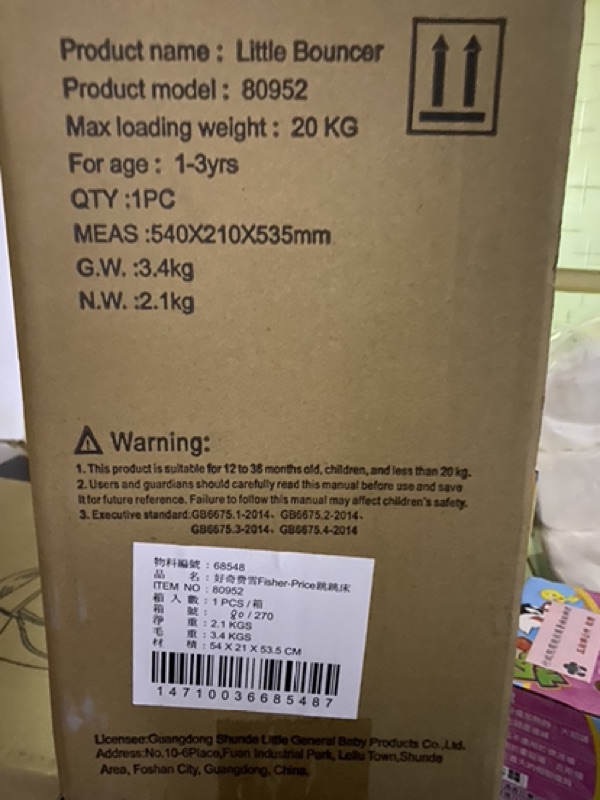 Product name : Little Bouncer
Product model : 80952
Max loading weight : 20 KG
For age : 1-3yrs
QTY :1PC
MEAS :540X210X535mm
G.W. :3.4kg
N.W. :2.1kg
Warning:
1. This product is suitable for 12 to 36 months old, children, and less than 20 kg.
2. Users and guardians should carefully read this manual before use and save
it for future reference. Failure to follow this manual may affect children's safety.
3. Executive standard:GB6675.1-2014、GB6675.2-2014、
GB6675.3-2014、GB6675.4-2014
物料編號 : 68548
品 名 : 好奇費雪Fisher-Price跳跳床
ITEM NO : 80952
箱 入 數 : 1 PCS / 箱
箱 號 : 80 / 270
淨 重 : 2.1 KGS
毛 重 : 3.4 KGS
材 積 : 54 X 21 X 53.5 CM
14710036685487
Licensee:Guangdong Shunde Little General Baby Products Co.,Ltd.
Address:No.10-6Place,Fuan Industrial Park, Leliu Town,Shunde
Area, Foshan City, Guangdong, China.